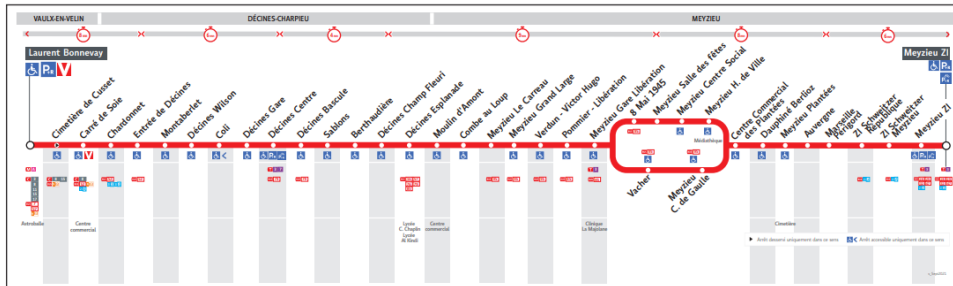 VAULX-EN-VELIN
DÉCINES-CHARPIEU
MEYZIEU
Laurent Bonnevay
Meyzieu ZI
Cimetière de Cusset
Carré de Soie
Chardonnet
Entrée de Décines
Montaberlet
Décines Wilson
Coli
Décines Gare
Décines Centre
Décines Bascule
Sablons
Berthaudière
Décines Champ Fleuri
Décines Esplanade
Moulin d'Amont
Combe au Loup
Meyzieu Le Carreau
Meyzieu Grand Large
Verdun - Victor Hugo
Pommier - Libération
Meyzieu Gare Libération
8 Mai 1945
Meyzieu Salle des fêtes
Meyzieu Centre Social
Meyzieu H. de Ville
Médiathèque
Vacher
Meyzieu
C. de Gaulle
Centre Commercial
des Plantées
Dauphiné Berlioz
Meyzieu Plantées
Auvergne
Marseille
Périgord
ZI Schweitzer
République
ZI Schweitzer
Meyzieu
Meyzieu ZI
Astroballe
Centre
commercial
Lycée
C. Chaplin
Lycée
Al Kindi
Centre
commercial
Clinique
Cimetière
Arrêt desservi uniquement dans ce sens
Arrêt accessible uniquement dans ce sens